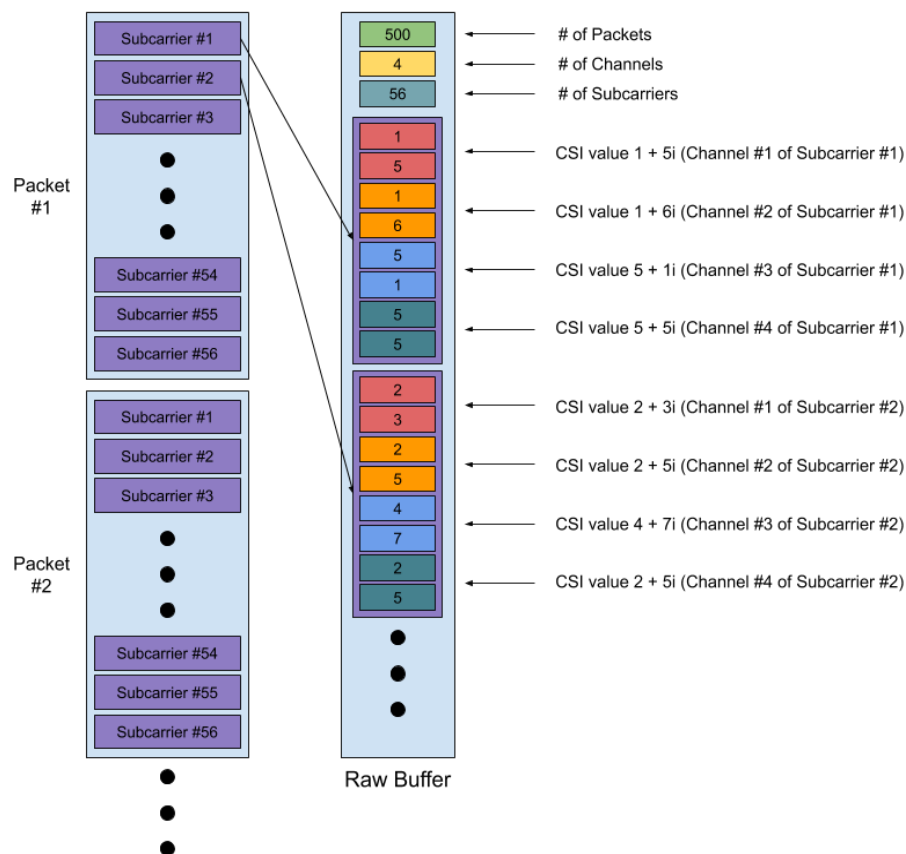 Packet
#1
Subcarrier #1
Subcarrier #2
Subcarrier #3
Subcarrier #54
Subcarrier #55
Subcarrier #56
Packet
#2
Subcarrier #1
Subcarrier #2
Subcarrier #3
Subcarrier #54
Subcarrier #55
Subcarrier #56
500
# of Packets
4
# of Channels
56
# of Subcarriers
1
5
CSI value 1 + 5i (Channel #1 of Subcarrier #1)
1
6
CSI value 1 + 6i (Channel #2 of Subcarrier #1)
5
1
CSI value 5 + 1i (Channel #3 of Subcarrier #1)
5
5
CSI value 5 + 5i (Channel #4 of Subcarrier #1)
2
3
CSI value 2 + 3i (Channel #1 of Subcarrier #2)
2
5
CSI value 2 + 5i (Channel #2 of Subcarrier #2)
4
7
CSI value 4 + 7i (Channel #3 of Subcarrier #2)
2
5
CSI value 2 + 5i (Channel #4 of Subcarrier #2)
Raw Buffer